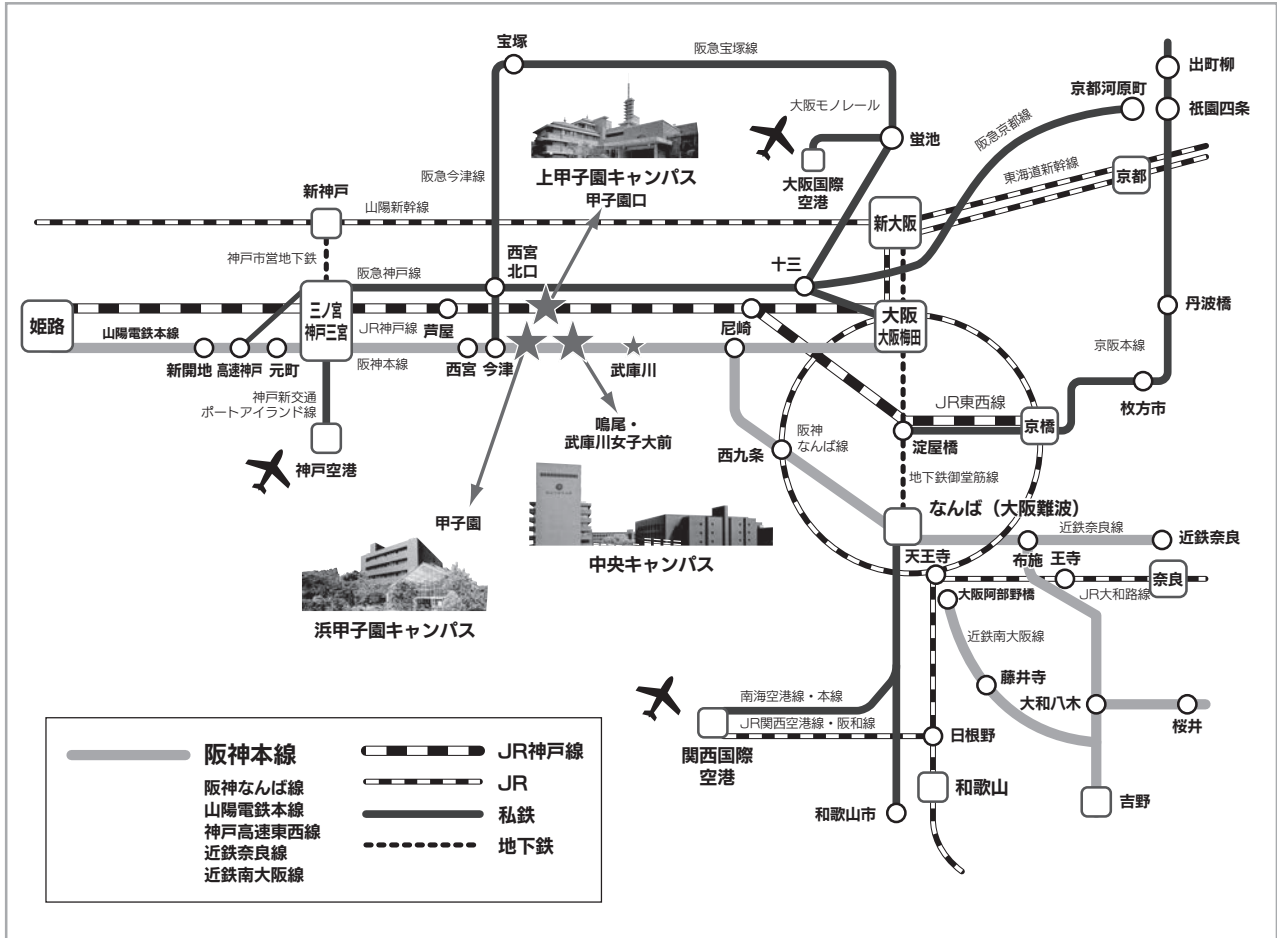 宝塚
阪急宝塚線
出町柳
京都河原町
祇園四条
大阪モノレール
蛍池
阪急京都線
東海道新幹線
京都
大阪国際
空港
上甲子園キャンパス
甲子園口
阪急今津線
新神戸
山陽新幹線
新大阪
神戸市営地下鉄
西宮
北口
十三
阪急神戸線
丹波橋
姫路
三ノ宮
神戸三宮
JR神戸線
芦屋
尼崎
大阪
大阪梅田
山陽電鉄本線
阪神本線
新開地
高速神戸
元町
西宮
今津
武庫川
京阪本線
枚方市
神戸新交通
ポートアイランド線
神戸空港
鳴尾・
武庫川女子大前
JR東西線
京橋
淀屋橋
阪神
なんば線
西九条
地下鉄御堂筋線
なんば（大阪難波）
近鉄奈良線
近鉄奈良
甲子園
中央キャンパス
天王寺
布施
王寺
奈良
JR大和路線
大阪阿部野橋
浜甲子園キャンパス
近鉄南大阪線
藤井寺
大和八木
桜井
南海空港線・本線
JR関西空港線・阪和線
関西国際
空港
日根野
和歌山
和歌山市
吉野
阪神本線
阪神なんば線
山陽電鉄本線
神戸高速東西線
近鉄奈良線
近鉄南大阪線
JR神戸線
JR
私鉄
地下鉄